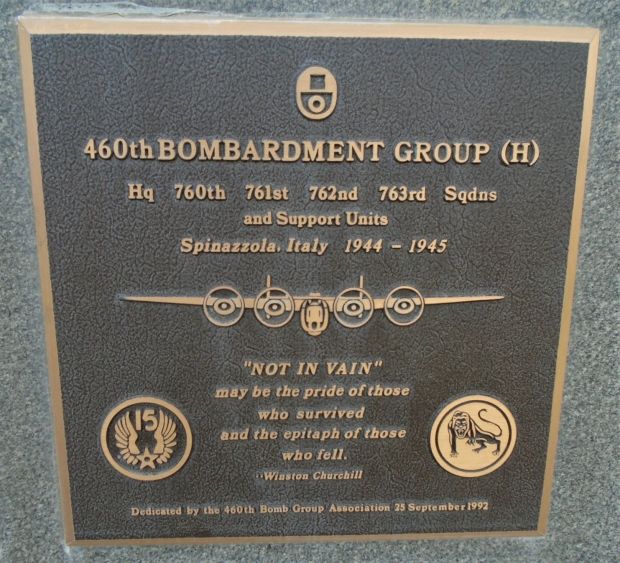 460th BOMBARDMENT GROUP (H)
Hq 760th 761st 762nd 763rd Sqdns
and Support Units
Spinazzola, Italy 1944 - 1945
"NOT IN VAIN"
may be the pride of those
who survived
and the epitaph of those
who fell.
--Winston Churchill
15
Dedicated by the 460th Bomb Group Association 25 September 1992